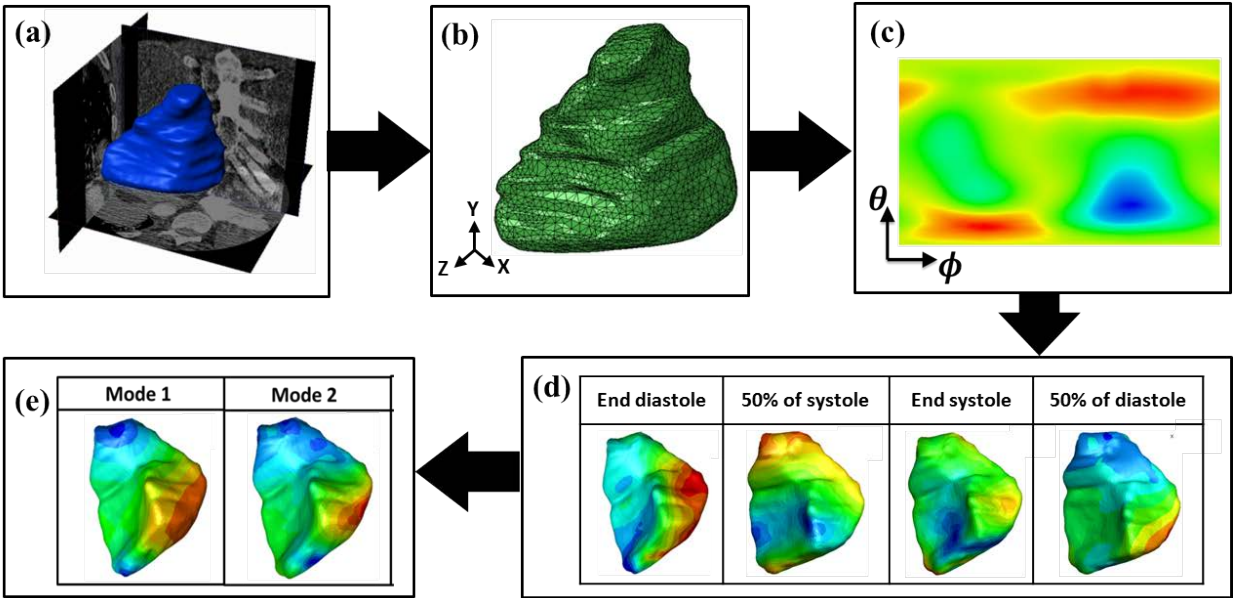 (a)
(b)
Y
Z
X
(c)
θ
ϕ
(e)
Mode 1
Mode 2
(d)
End diastole
50% of systole
End systole
50% of diastole